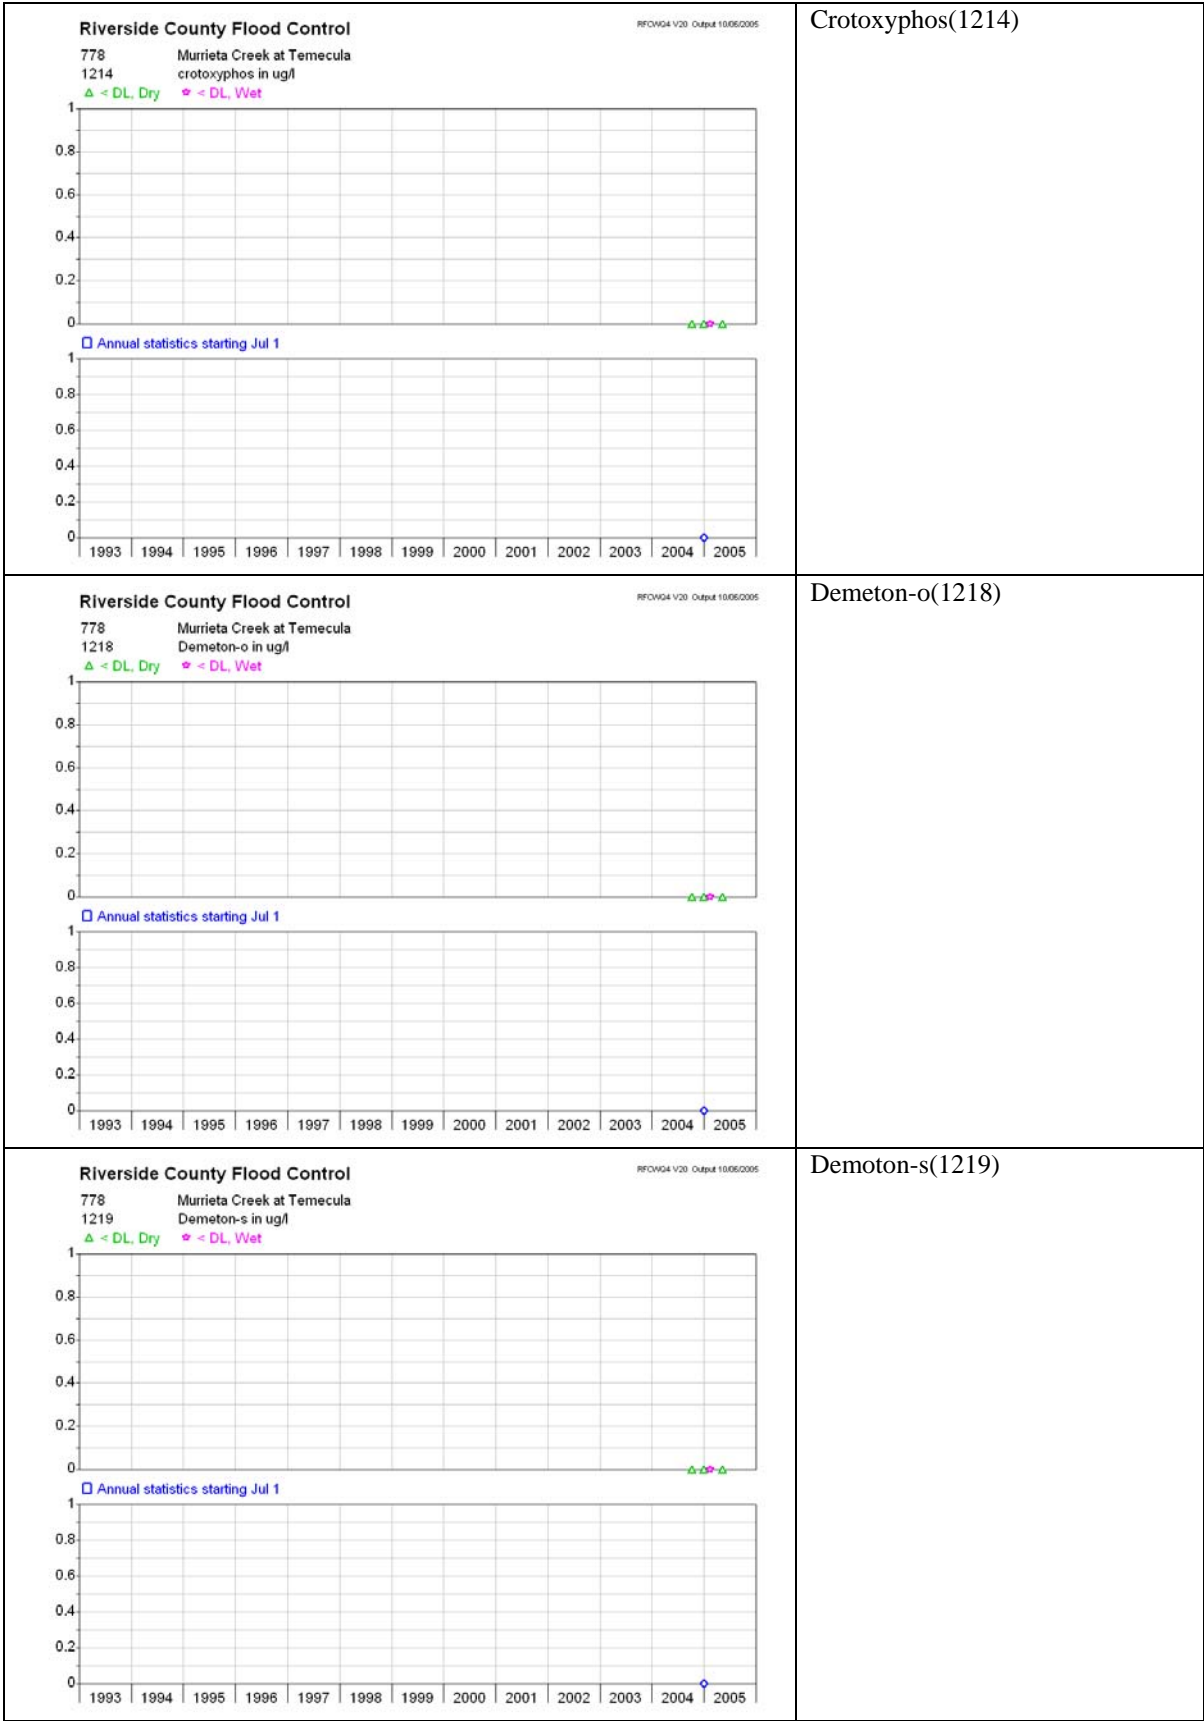 Riverside County Flood Control
RFCWQ4 V20 Output 10/06/2005
778 Murrieta Creek at Temecula
1214 crotoxyphos in ug/l
< DL, Dry < DL, Wet
1
0.8
0.6
0.4
0.2
0
Annual statistics starting Jul 1
1
0.8
0.6
0.4
0.2
0
1993 1994 1995 1996 1997 1998 1999 2000 2001 2002 2003 2004 2005
Crotoxyphos(1214)
Riverside County Flood Control
RFCWQ4 V20 Output 10/06/2005
778 Murrieta Creek at Temecula
1218 Demeton-o in ug/l
< DL, Dry < DL, Wet
1
0.8
0.6
0.4
0.2
0
Annual statistics starting Jul 1
1
0.8
0.6
0.4
0.2
0
1993 1994 1995 1996 1997 1998 1999 2000 2001 2002 2003 2004 2005
Demeton-o(1218)
Riverside County Flood Control
RFCWQ4 V20 Output 10/06/2005
778 Murrieta Creek at Temecula
1219 Demeton-s in ug/l
< DL, Dry < DL, Wet
1
0.8
0.6
0.4
0.2
0
Annual statistics starting Jul 1
1
0.8
0.6
0.4
0.2
0
1993 1994 1995 1996 1997 1998 1999 2000 2001 2002 2003 2004 2005
Demoton-s(1219)